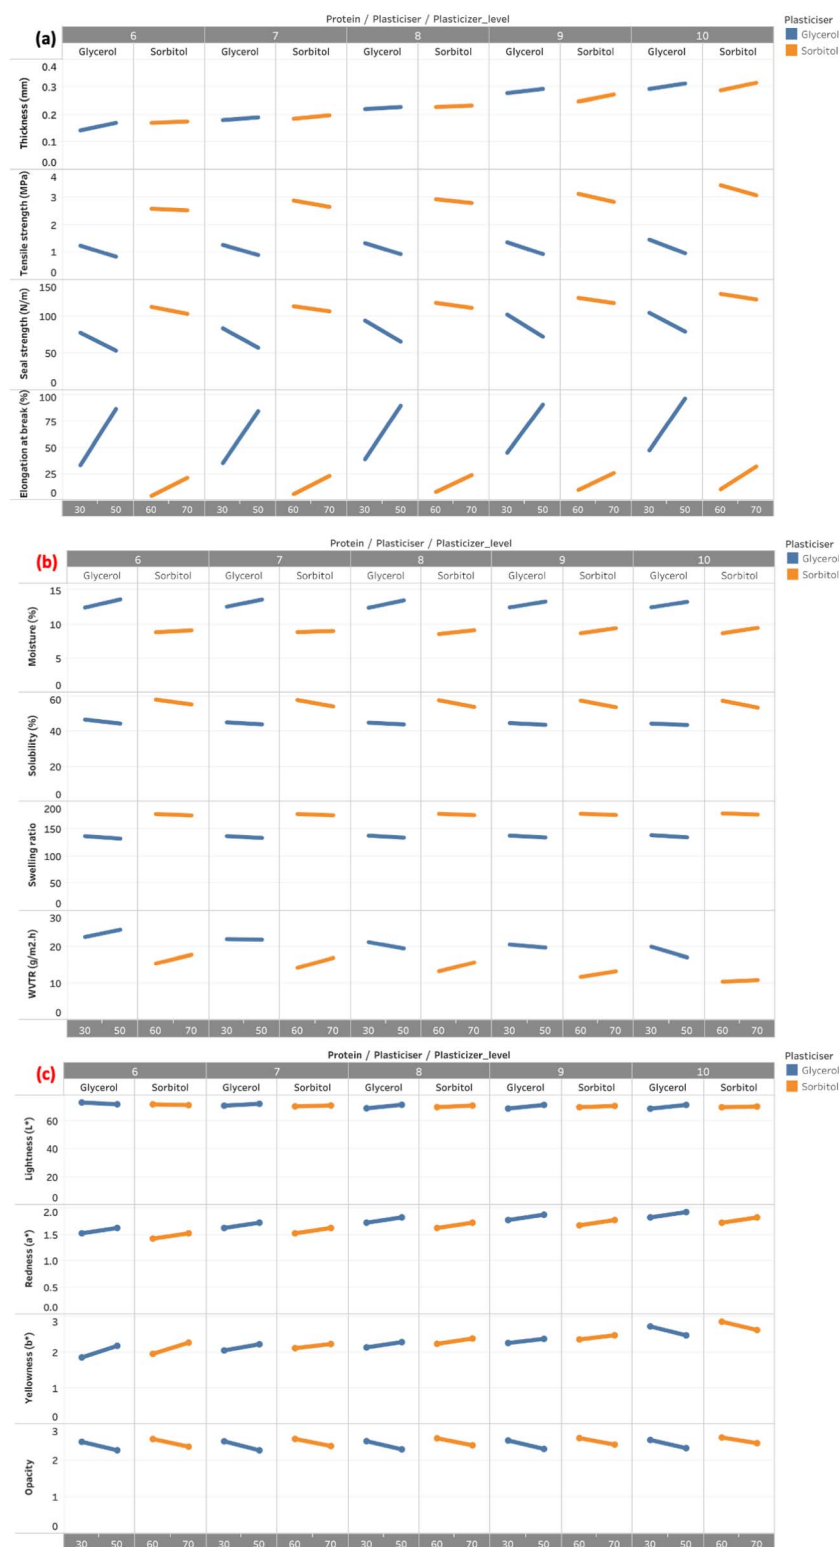 Protein / Plasticiser / Plasticizer_level
Plasticiser
(a) 6 7 8 9 10
Glycerol
Glycerol Sorbitol Glycerol Sorbitol Glycerol Sorbitol Glycerol Sorbitol Glycerol Sorbitol
Sorbitol
Thickness (mm)
0.4
0.3
0.2
0.1
0.0
Tensile strength (MPa)
4
3
2
1
0
Seal strength (N/m)
150
100
50
0
Elongation at break (%)
100
75
50
25
0
30 50 60 70 30 50 60 70 30 50 60 70 30 50 60 70 30 50 60 70
Protein / Plasticiser / Plasticizer_level
Plasticiser
(b) 6 7 8 9 10
Glycerol
Glycerol Sorbitol Glycerol Sorbitol Glycerol Sorbitol Glycerol Sorbitol Glycerol Sorbitol
Sorbitol
Moisture (%)
15
10
5
0
Solubility (%)
60
40
20
0
Swelling ratio
200
150
100
50
0
WVTR (g/m2.h)
30
20
10
0
30 50 60 70 30 50 60 70 30 50 60 70 30 50 60 70 30 50 60 70
Protein / Plasticiser / Plasticizer_level
Plasticiser
(c) 6 7 8 9 10
Glycerol
Glycerol Sorbitol Glycerol Sorbitol Glycerol Sorbitol Glycerol Sorbitol Glycerol Sorbitol
Sorbitol
Lightness (L*)
60
40
20
0
Redness (a*)
2.0
1.5
1.0
0.5
0.0
Yellowness (b*)
3
2
1
0
Opacity
3
2
1
0
30 50 60 70 30 50 60 70 30 50 60 70 30 50 60 70 30 50 60 70